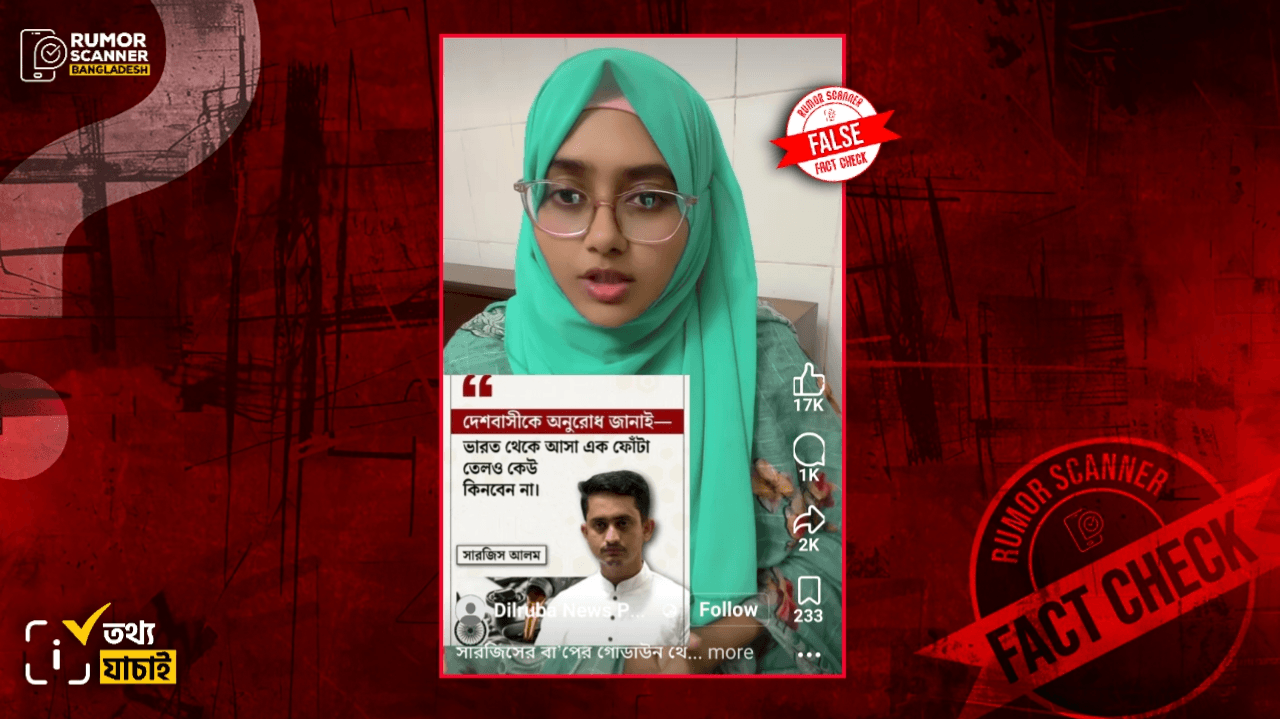 RUMOR
SCANNER
BANGLADESH
RUMOR SCANNER
FALSE
FACT CHECK
“
দেশবাসীকে অনুরোধ জানাই—
ভারত থেকে আসা এক ফোঁটা
তেলও কেউ
কিনবেন না।
সারজিস আলম
17K
1K
2K
233
Dilruba News P...
Follow
সারজিসের বা*পের গোডাউন থে... more
তথ্য
যাচাই
RUMOR SCANNER
FACT CHECK